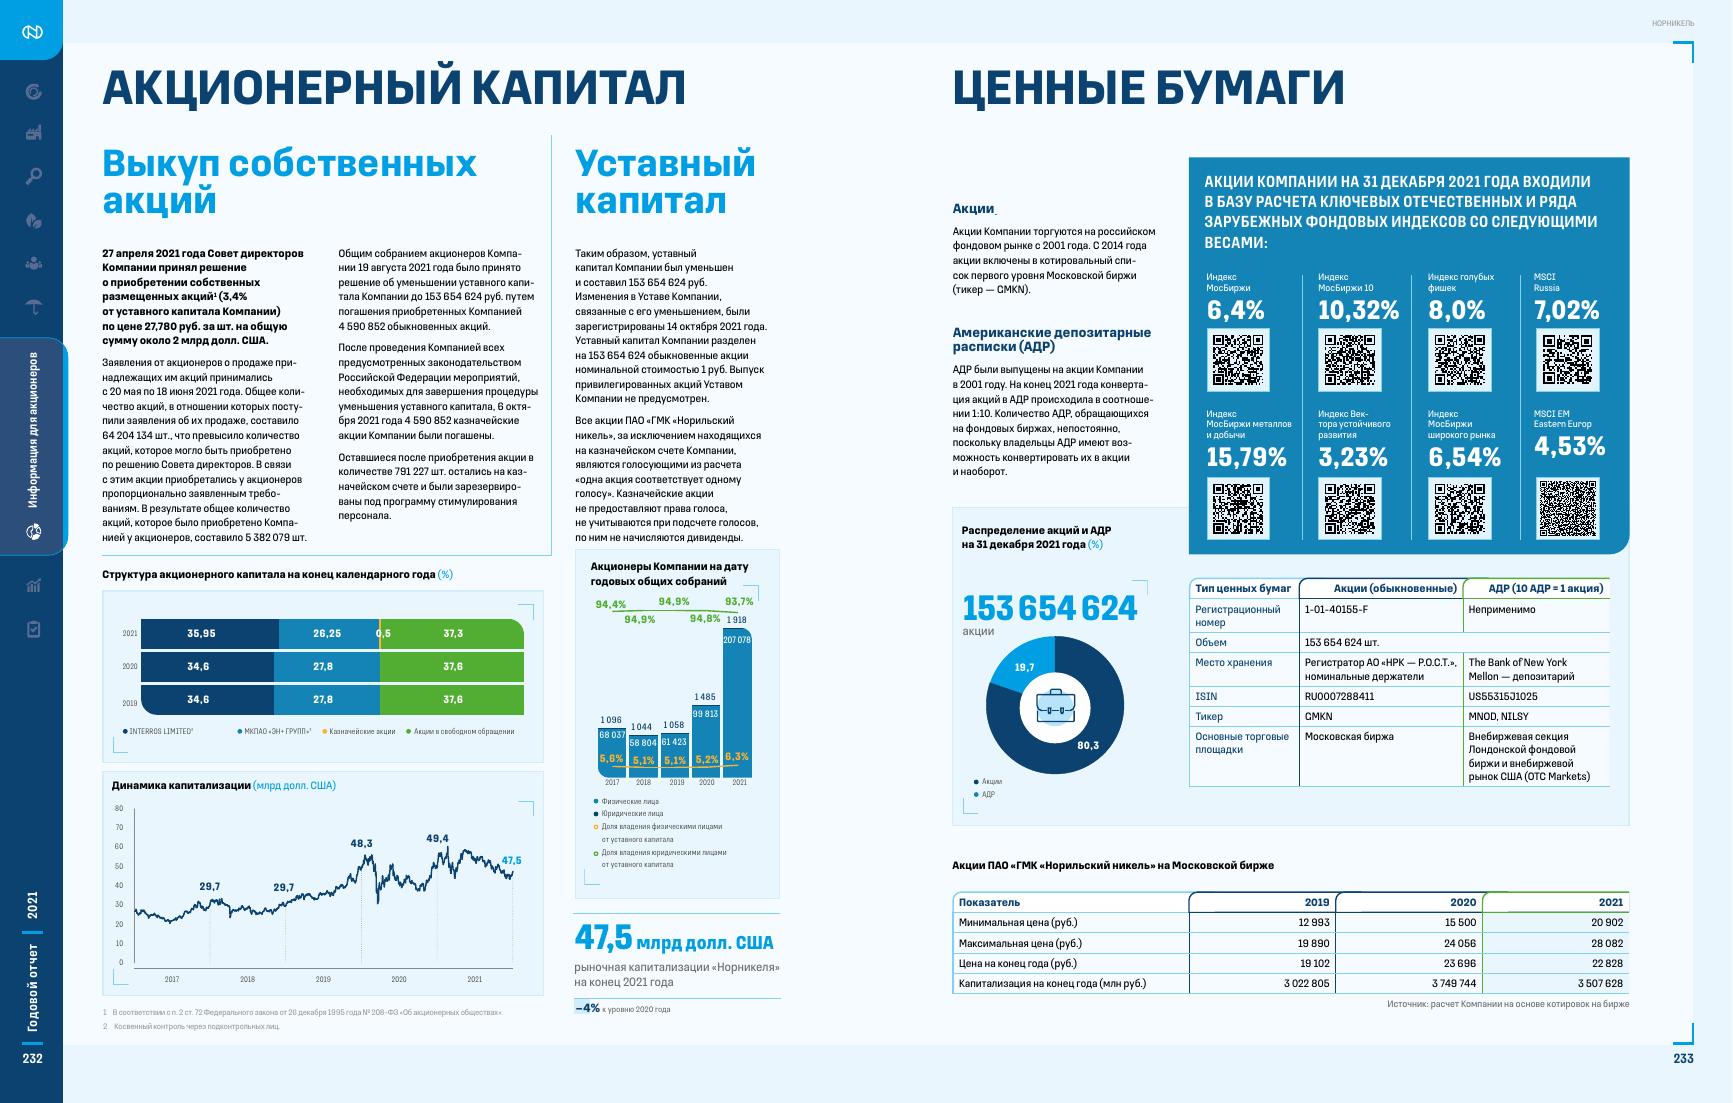 НОРНИКЕЛЬ
АКЦИОНЕРНЫЙ КАПИТАЛ
Выкуп собственных
акций
27 апреля 2021 года Совет директоров
Компании принял решение
о приобретении собственных
размещенных акций¹ (3,4%
от уставного капитала Компании)
по цене 27,780 руб. за шт. на общую
сумму около 2 млрд долл. США.
Заявления от акционеров о продаже при-
надлежащих им акций принимались
с 20 мая по 18 июня 2021 года. Общее коли-
чество акций, в отношении которых посту-
пили заявления об их продаже, составило
64 204 134 шт., что превысило количество
акций, которое могло быть приобретено
по решению Совета директоров. В связи
с этим акции приобретались у акционеров
пропорционально заявленным требо-
ваниям. В результате общее количество
акций, которое было приобретено Компа-
нией у акционеров, составило 5 382 079 шт.
Общим собранием акционеров Компа-
нии 19 августа 2021 года было принято
решение об уменьшении уставного капи-
тала Компании до 153 654 624 руб. путем
погашения приобретенных Компанией
4 590 852 обыкновенных акций.
После проведения Компанией всех
предусмотренных законодательством
Российской Федерации мероприятий,
необходимых для завершения процедуры
уменьшения уставного капитала, 6 октя-
бря 2021 года 4 590 852 казначейские
акции Компании были погашены.
Оставшиеся после приобретения акции в
количестве 791 227 шт. остались на каз-
начейском счете и были зарезервиро-
ваны под программу стимулирования
персонала.
Уставный
капитал
Таким образом, уставный
капитал Компании был уменьшен
и составил 153 654 624 руб.
Изменения в Уставе Компании,
связанные с его уменьшением, были
зарегистрированы 14 октября 2021 года.
Уставный капитал Компании разделен
на 153 654 624 обыкновенные акции
номинальной стоимостью 1 руб. Выпуск
привилегированных акций Уставом
Компании не предусмотрен.
Все акции ПАО «ГМК «Норильский
никель», за исключением находящихся
на казначейском счете Компании,
являются голосующими из расчета
«одна акция соответствует одному
голосу». Казначейские акции
не предоставляют права голоса,
не учитываются при подсчете голосов,
по ним не начисляются дивиденды.
Структура акционерного капитала на конец календарного года (%)
2021 35,95 26,25 0,5 37,3
2020 34,6 27,8 37,6
2019 34,6 27,8 37,6
INTERROS LIMITED² МКПАО «ЭН+ ГРУПП»² Казначейские акции Акции в свободном обращении
Динамика капитализации (млрд долл. США)
80
70
60
50
40
30
20
10
0
29,7 29,7 48,3 49,4 47,5
2017 2018 2019 2020 2021
1 В соответствии с п. 2 ст. 72 Федерального закона от 26 декабря 1995 года № 208-ФЗ «Об акционерных обществах».
2 Косвенный контроль через подконтрольных лиц.
Акционеры Компании на дату
годовых общих собраний
94,4% 94,9% 94,9% 94,8% 93,7%
1 096 1 044 1 058 1 485 1 918
68 037 58 804 61 423 99 813 207 078
5,6% 5,1% 5,1% 5,2% 6,3%
2017 2018 2019 2020 2021
Физические лица
Юридические лица
Доля владения физическими лицами
от уставного капитала
Доля владения юридическими лицами
от уставного капитала
47,5 млрд долл. США
рыночная капитализации «Норникеля»
на конец 2021 года
–4% к уровню 2020 года
ЦЕННЫЕ БУМАГИ
Акции
Акции Компании торгуются на российском
фондовом рынке с 2001 года. С 2014 года
акции включены в котировальный спи-
сок первого уровня Московской биржи
(тикер — GMKN).
Американские депозитарные
расписки (АДР)
АДР были выпущены на акции Компании
в 2001 году. На конец 2021 года конверта-
ция акций в АДР происходила в соотноше-
нии 1:10. Количество АДР, обращающихся
на фондовых биржах, непостоянно,
поскольку владельцы АДР имеют воз-
можность конвертировать их в акции
и наоборот.
АКЦИИ КОМПАНИИ НА 31 ДЕКАБРЯ 2021 ГОДА ВХОДИЛИ
В БАЗУ РАСЧЕТА КЛЮЧЕВЫХ ОТЕЧЕСТВЕННЫХ И РЯДА
ЗАРУБЕЖНЫХ ФОНДОВЫХ ИНДЕКСОВ СО СЛЕДУЮЩИМИ
ВЕСАМИ:
Индекс
МосБиржи
6,4%
Индекс
МосБиржи 10
10,32%
Индекс голубых
фишек
8,0%
MSCI
Russia
7,02%
Индекс
МосБиржи металлов
и добычи
15,79%
Индекс Век-
тора устойчивого
развития
3,23%
Индекс
МосБиржи
широкого рынка
6,54%
MSCI EM
Eastern Europ
4,53%
Распределение акций и АДР
на 31 декабря 2021 года (%)
153 654 624
акции
19,7
80,3
Акции
АДР
Тип ценных бумаг Акции (обыкновенные) АДР (10 АДР = 1 акция)
Регистрационный
номер 1-01-40155-F Неприменимо
Объем 153 654 624 шт.
Место хранения Регистратор АО «НРК — Р.О.С.Т.», The Bank of New York
номинальные держатели Mellon — депозитарий
ISIN RU0007288411 US55315J1025
Тикер GMKN MNOD, NILSY
Основные торговые Московская биржа Внебиржевая секция
площадки Лондонской фондовой
биржи и внебиржевой
рынок США (OTC Markets)
Акции ПАО «ГМК «Норильский никель» на Московской бирже
Показатель 2019 2020 2021
Минимальная цена (руб.) 12 993 15 500 20 902
Максимальная цена (руб.) 19 890 24 056 28 082
Цена на конец года (руб.) 19 102 23 696 22 828
Капитализация на конец года (млн руб.) 3 022 805 3 749 744 3 507 628
Источник: расчет Компании на основе котировок на бирже
Информация для акционеров
Годовой отчет 2021
232
233